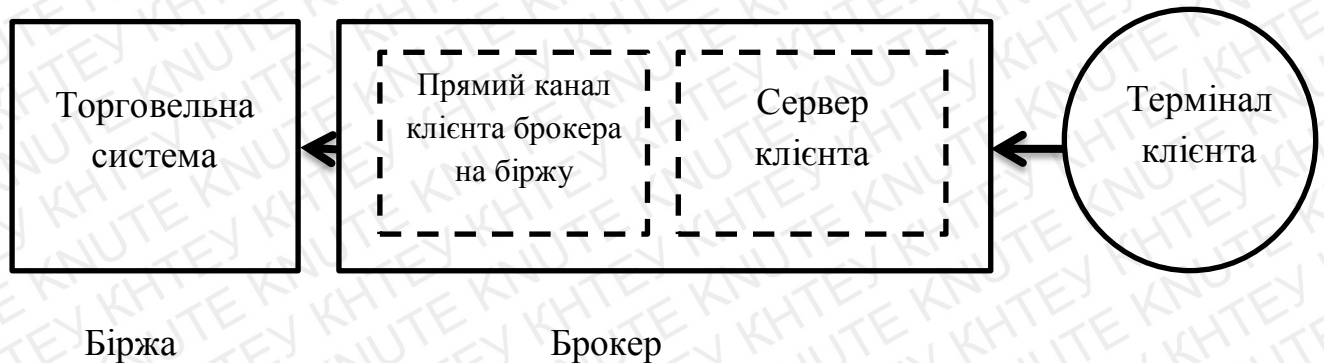 Торговельна
система
Прямий канал
клієнта брокера
на біржу
Сервер
клієнта
Термінал
клієнта
Біржа
Брокер